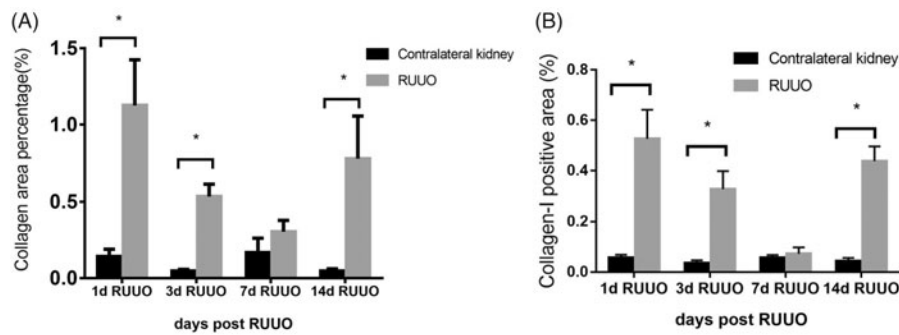 (A)
Collagen area percentage(%)
1.5
1.0
0.5
0.0
*
*
*
Contralateral kidney
RUUO
1d RUUO 3d RUUO 7d RUUO 14d RUUO
days post RUUO
(B)
Collagen-I positive area (%)
0.8
0.6
0.4
0.2
0.0
*
*
*
Contralateral kidney
RUUO
1d RUUO 3d RUUO 7d RUUO 14d RUUO
days post RUUO